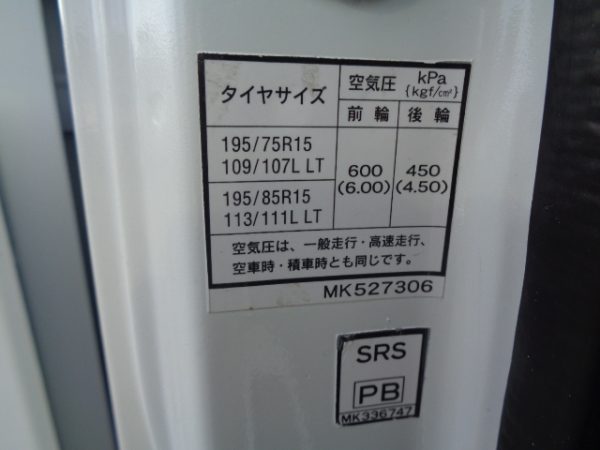 タイヤサイズ
空気圧 kPa {kgf/cm²}
前輪 後輪
195/75R15
109/107L LT
195/85R15
113/111L LT
600 (6.00)
450 (4.50)
空気圧は、一般走行・高速走行、
空車時・積車時とも同じです。
MK527306
SRS
PB
MK336747